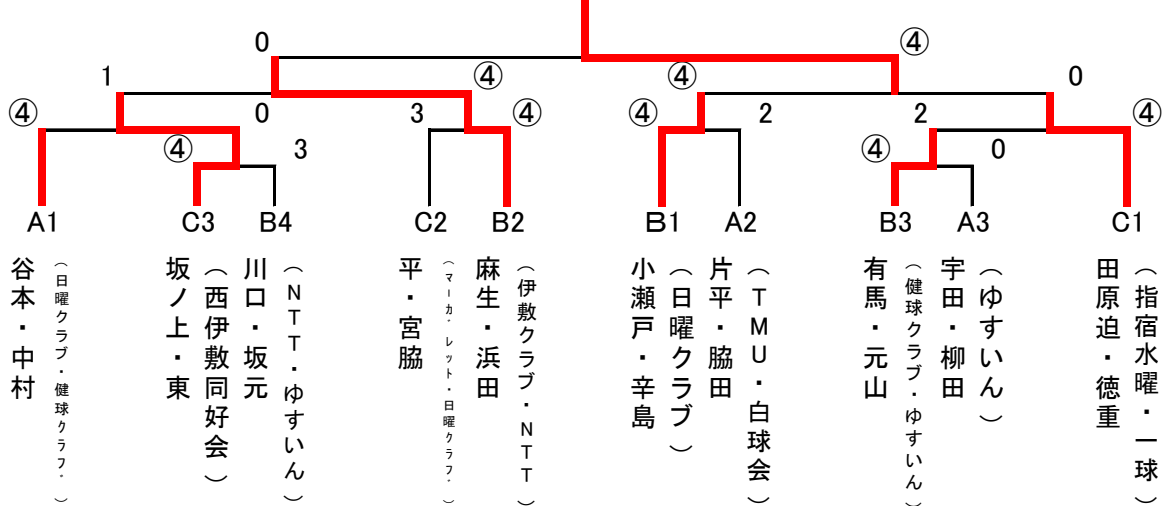 0 ④
1 ④ ④ 0
④ 0 3 ④ ④ 2 2 ④
④ 3 ④ 0
A1 C3 B4 C2 B2 B1 A2 B3 A3 C1
谷本・中村
（日曜クラブ・健球クラブ）
坂ノ上・東
（西伊敷同好会）
川口・坂元
（NTT・ゆすいん）
平・宮脇
（マーカ・レット・日曜クラブ）
麻生・浜田
（伊敷クラブ・NTT）
小瀬戸・辛島
（日曜クラブ）
片平・脇田
（TMU・白球会）
有馬・元山
（健球クラブ・ゆすいん）
宇田・柳田
（ゆすいん）
田原迫・徳重
（指宿水曜・一球）